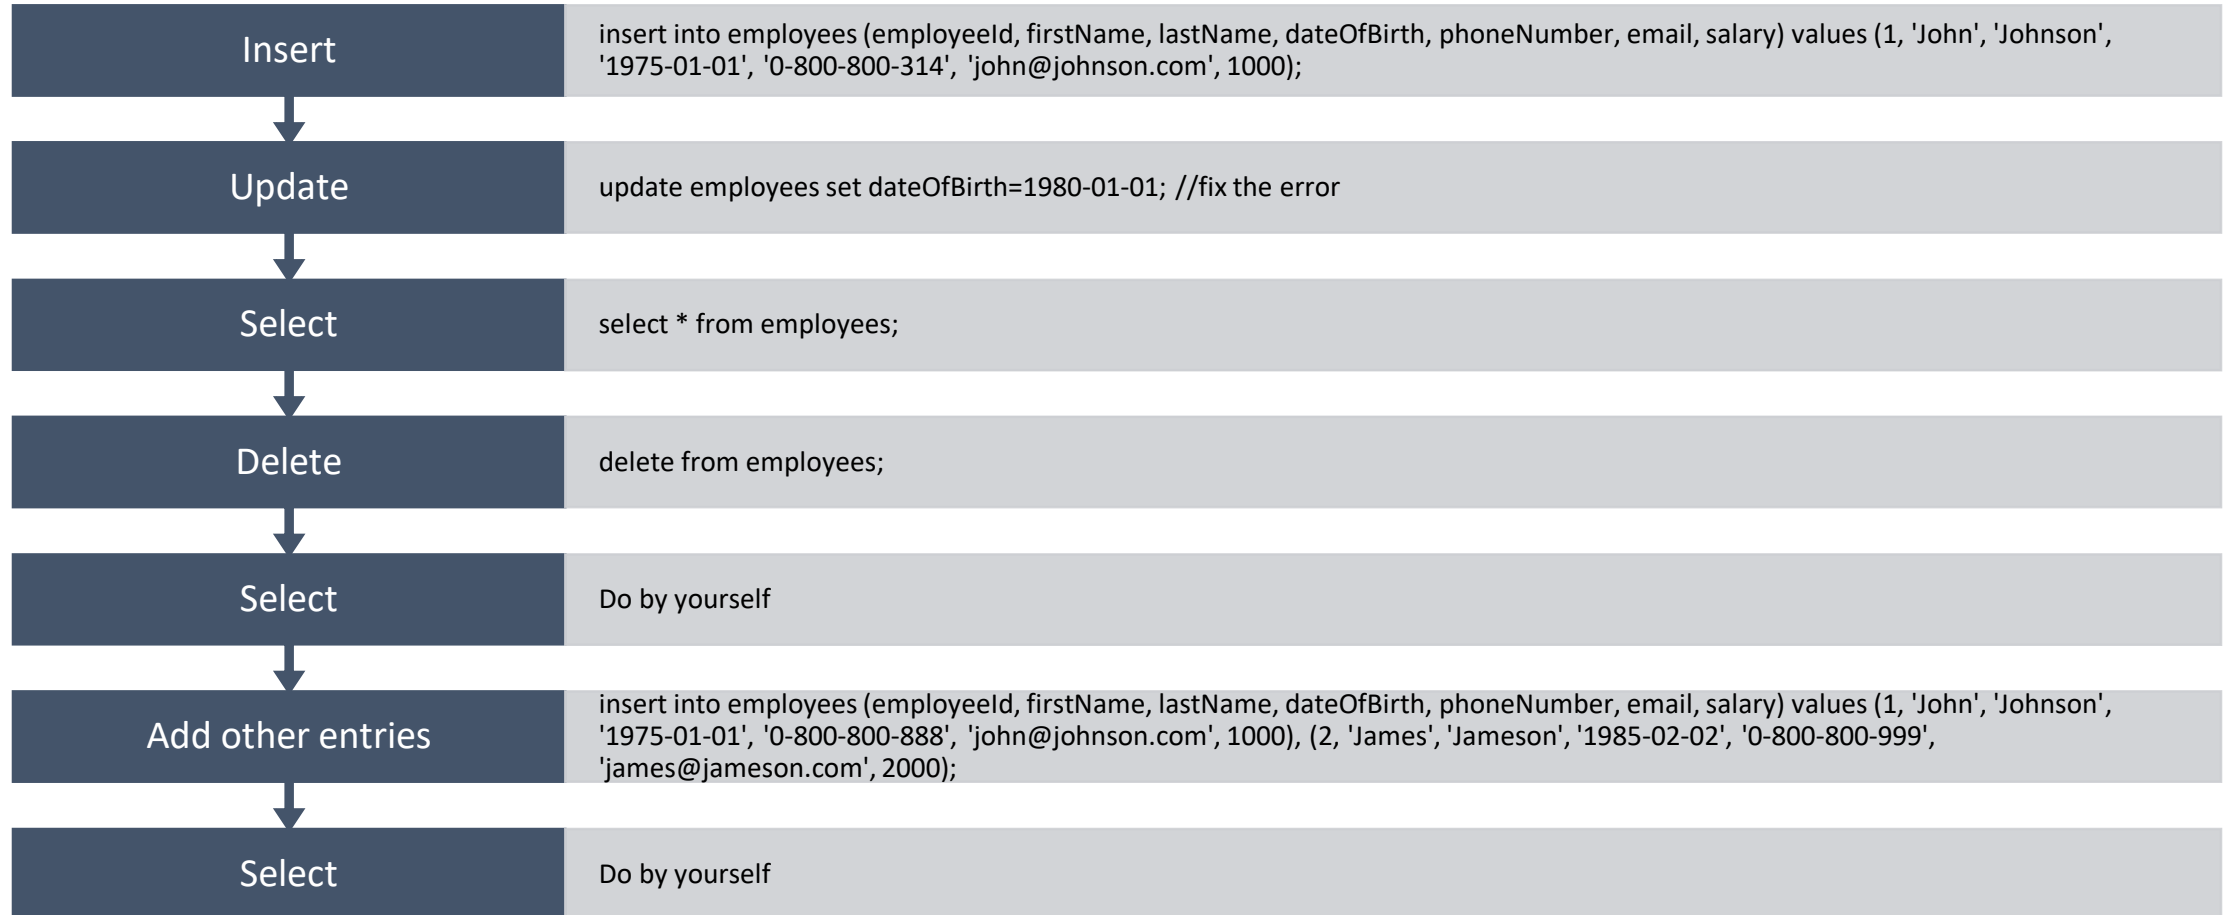 Insert
insert into employees (employeeId, firstName, lastName, dateOfBirth, phoneNumber, email, salary) values (1, 'John', 'Johnson',
'1975-01-01', '0-800-800-314', 'john@johnson.com', 1000);
Update
update employees set dateOfBirth=1980-01-01; //fix the error
Select
select * from employees;
Delete
delete from employees;
Select
Do by yourself
Add other entries
insert into employees (employeeId, firstName, lastName, dateOfBirth, phoneNumber, email, salary) values (1, 'John', 'Johnson',
'1975-01-01', '0-800-800-888', 'john@johnson.com', 1000), (2, 'James', 'Jameson', '1985-02-02', '0-800-800-999',
'james@jameson.com', 2000);
Select
Do by yourself